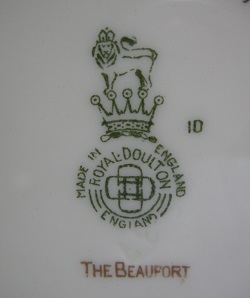 MADE IN ENGLAND
ROYAL·DOULTON
ENGLAND
10
THE BEAUFORT